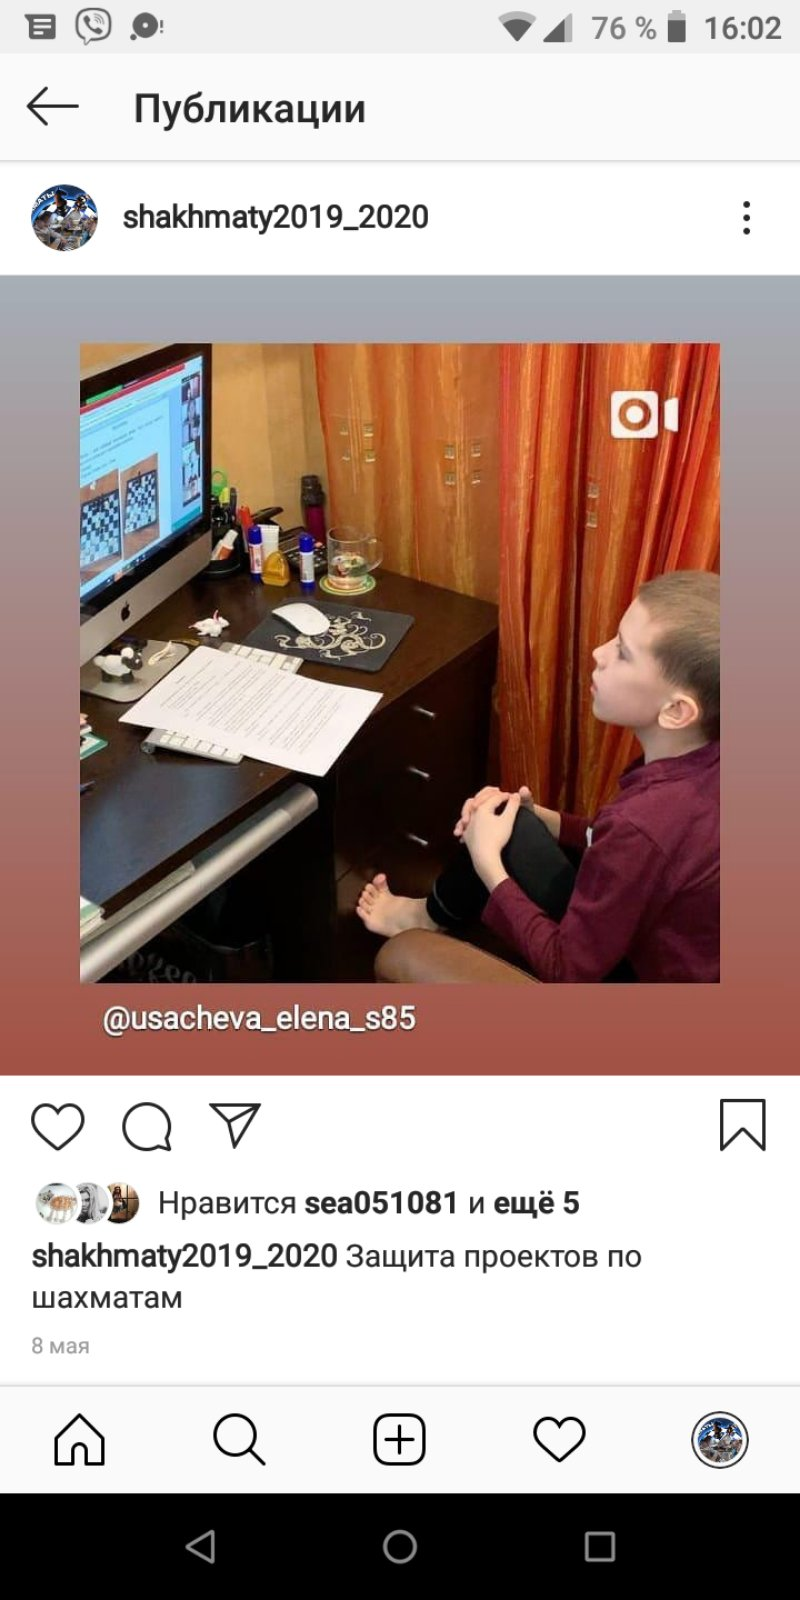 76 % 16:02
Публикации
shakhmaty2019_2020
@usacheva_elena_s85
Нравится sea051081 и ещё 5
shakhmaty2019_2020 Защита проектов по
шахматам
8 мая